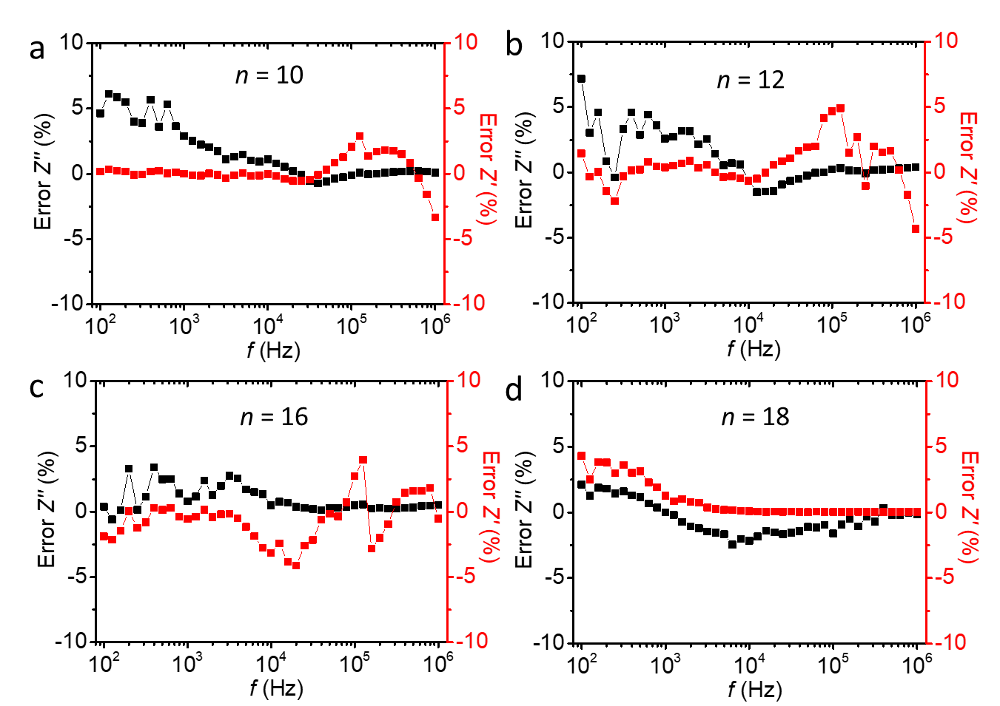 a
n = 10
10
5
0
-5
-10
Error Z″ (%)
10
5
0
-5
-10
Error Z′ (%)
10² 10³ 10⁴ 10⁵ 10⁶
f (Hz)
b
n = 12
10
5
0
-5
-10
Error Z″ (%)
10
5
0
-5
-10
Error Z′ (%)
10² 10³ 10⁴ 10⁵ 10⁶
f (Hz)
c
n = 16
10
5
0
-5
-10
Error Z″ (%)
10
5
0
-5
-10
Error Z′ (%)
10² 10³ 10⁴ 10⁵ 10⁶
f (Hz)
d
n = 18
10
5
0
-5
-10
Error Z″ (%)
10
5
0
-5
-10
Error Z′ (%)
10² 10³ 10⁴ 10⁵ 10⁶
f (Hz)